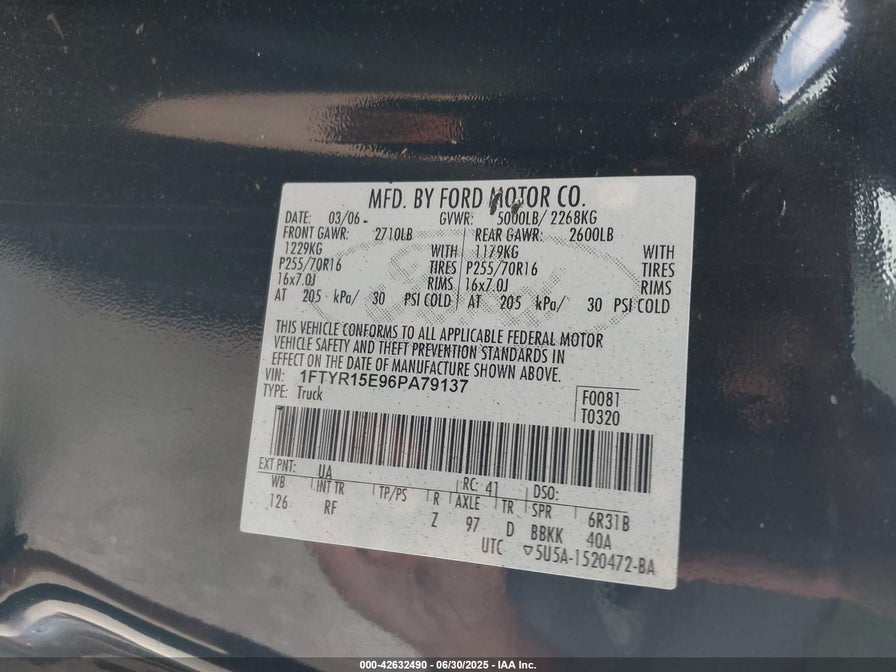 MFD. BY FORD MOTOR CO.
DATE: 03/06 GVWR: 5000LB/ 2268KG
FRONT GAWR: 2710LB REAR GAWR: 2600LB
1229KG WITH 1179KG WITH
P255/70R16 TIRES P255/70R16 TIRES
16x7.0J RIMS 16x7.0J RIMS
AT 205 kPa/ 30 PSI COLD AT 205 kPa/ 30 PSI COLD
THIS VEHICLE CONFORMS TO ALL APPLICABLE FEDERAL MOTOR
VEHICLE SAFETY AND THEFT PREVENTION STANDARDS IN
EFFECT ON THE DATE OF MANUFACTURE SHOWN ABOVE.
VIN: 1FTYR15E96PA79137
TYPE: Truck
F0081
T0320
EXT PNT: UA RC: 41 DSO:
WB INT TR TP/PS R AXLE TR SPR 6R31B
126 RF Z 97 D BBKK 40A
UTC ▽5U5A-1520472-BA
000-42632490 - 06/30/2025 - IAA Inc.